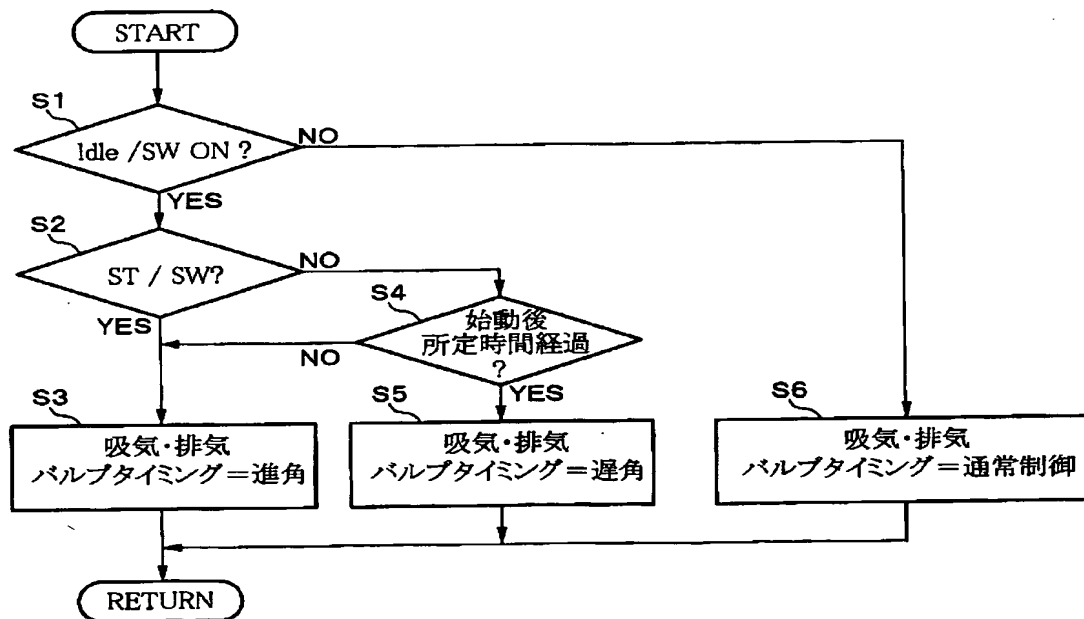 START
S1
Idle /SW ON ?
NO
YES
S2
ST / SW?
NO
YES
S4
始動後
所定時間経過
?
NO
YES
S3
吸気・排気
バルブタイミング＝進角
S5
吸気・排気
バルブタイミング＝遅角
S6
吸気・排気
バルブタイミング＝通常制御
RETURN